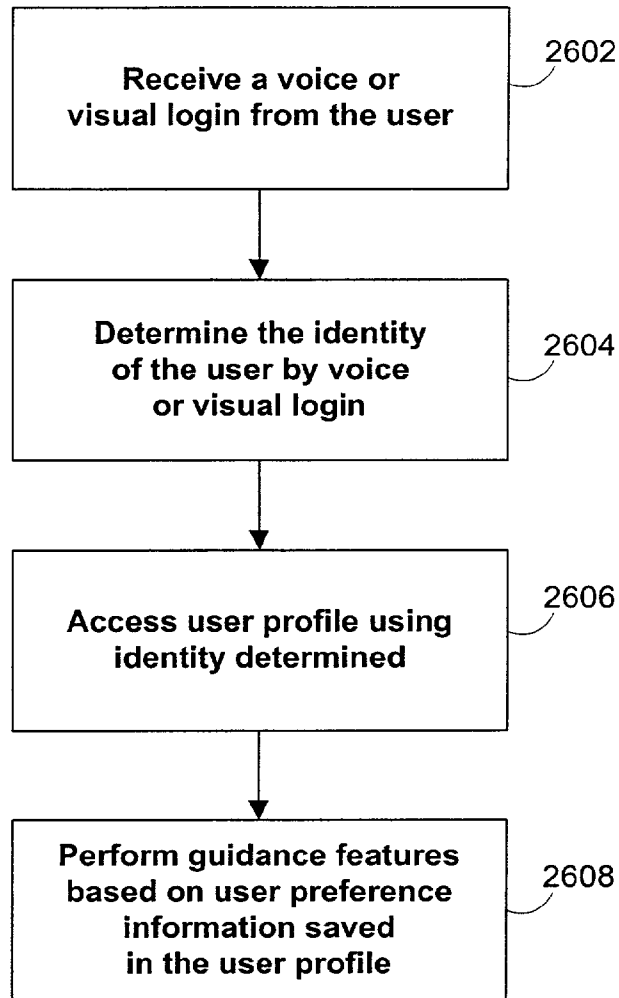 Receive a voice or
visual login from the user
2602
Determine the identity
of the user by voice
or visual login
2604
Access user profile using
identity determined
2606
Perform guidance features
based on user preference
information saved
in the user profile
2608